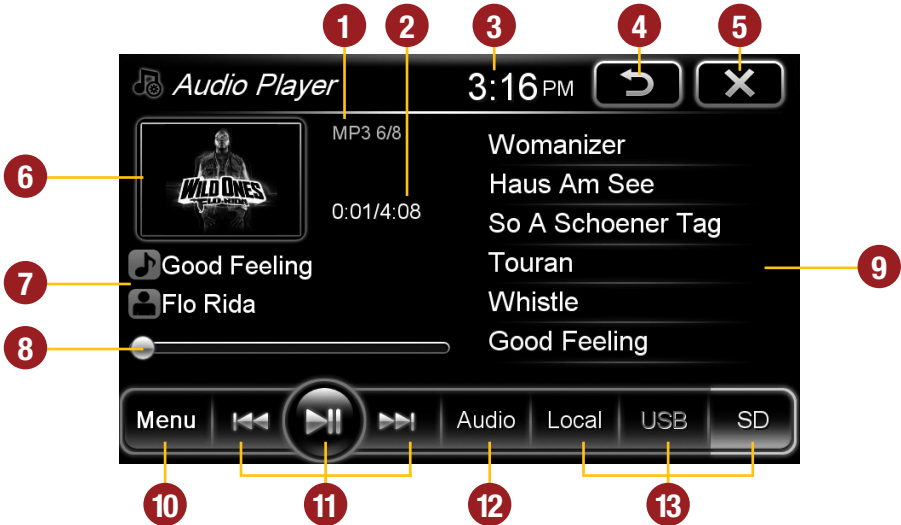 1 2 3 4 5
Audio Player 3:16 PM
MP3 6/8
6
WILD ONES
FLO RIDA
0:01/4:08
Womanizer
Haus Am See
So A Schoener Tag
Touran
Whistle
Good Feeling
9
7
Good Feeling
Flo Rida
8
Menu Audio Local USB SD
10 11 12 13